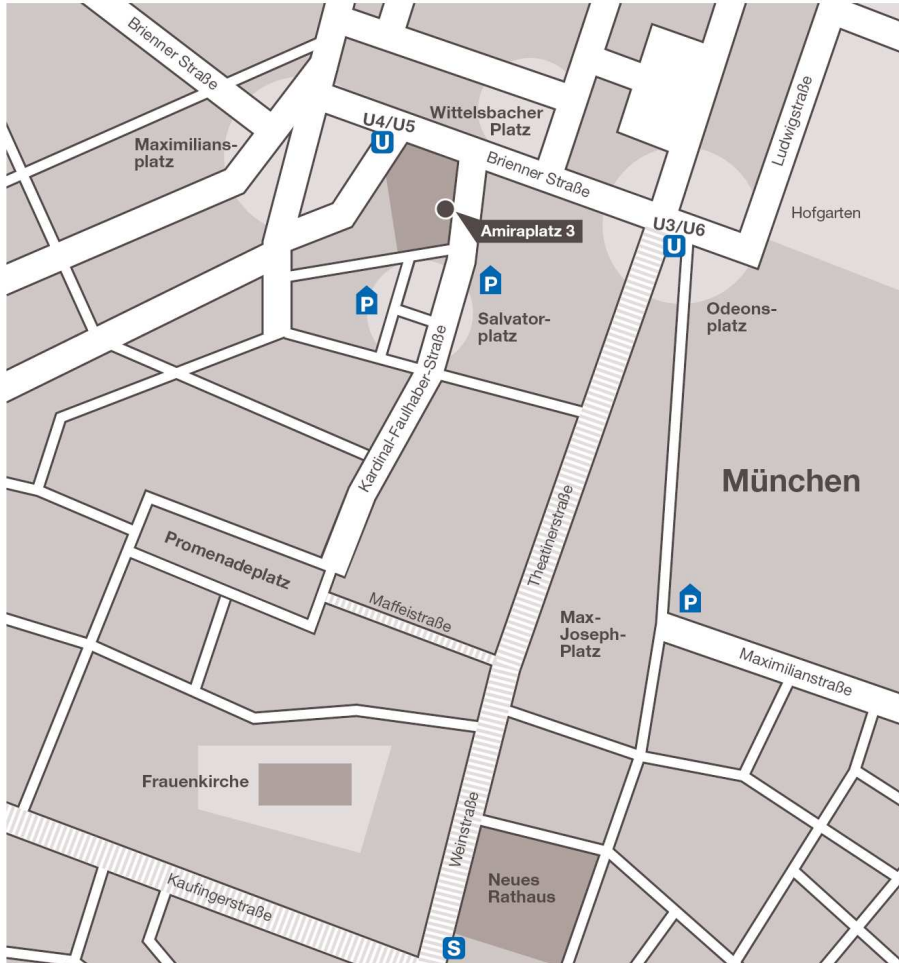 Brienner Straße
U4/U5
U
Wittelsbacher
Platz
Maximilians-
platz
Brienner Straße
Ludwigstraße
Hofgarten
U3/U6
U
Amiraplatz 3
P
P
Salvator-
platz
Odeons-
platz
Kardinal-Faulhaber-Straße
München
Theatinerstraße
Promenadeplatz
Maffeistraße
P
Max-
Joseph-
Platz
Maximilianstraße
Frauenkirche
Weinstraße
Kaufingerstraße
Neues
Rathaus
S